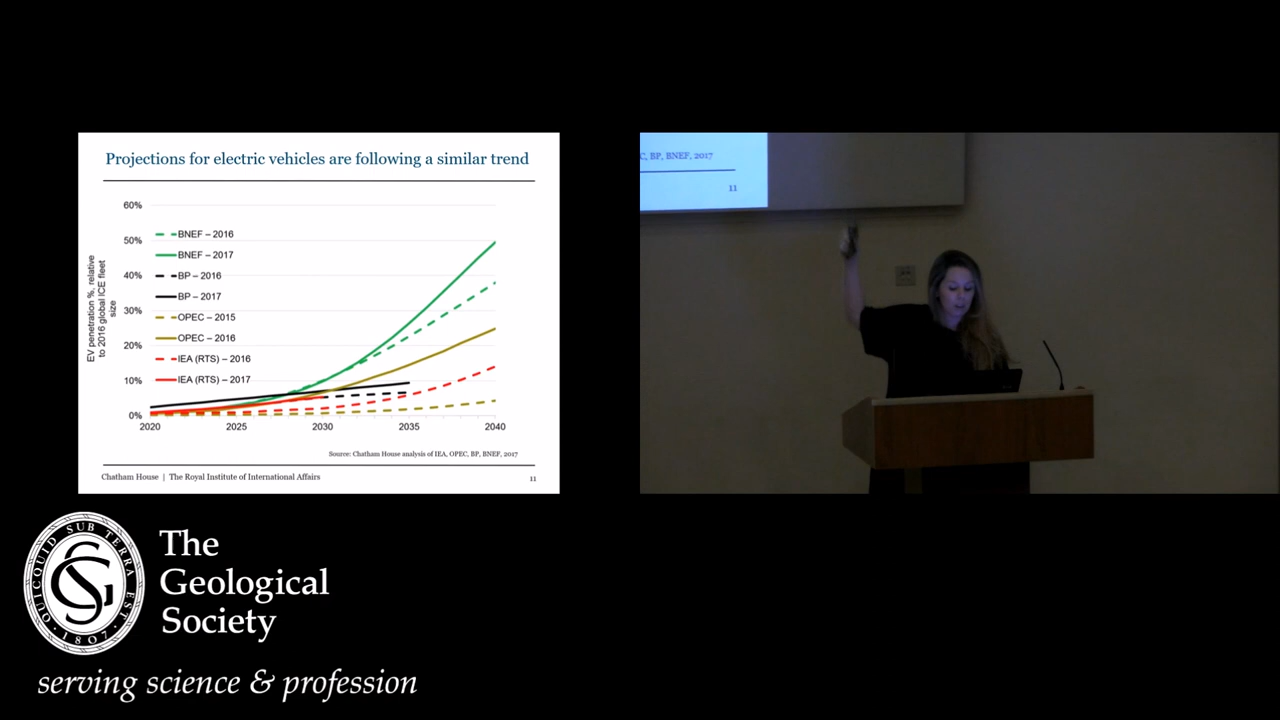 Projections for electric vehicles are following a similar trend
60%
50%
40%
30%
20%
10%
0%
EV penetration %, relative
to 2016 global ICE fleet
size
BNEF – 2016
BNEF – 2017
BP – 2016
BP – 2017
OPEC – 2015
OPEC – 2016
IEA (RTS) – 2016
IEA (RTS) – 2017
2020 2025 2030 2035 2040
Source: Chatham House analysis of IEA, OPEC, BP, BNEF, 2017
Chatham House | The Royal Institute of International Affairs 11
C, BP, BNEF, 2017
11
QUICQUID SUB TERRA EST
·1807·
GS
The
Geological
Society
serving science & profession